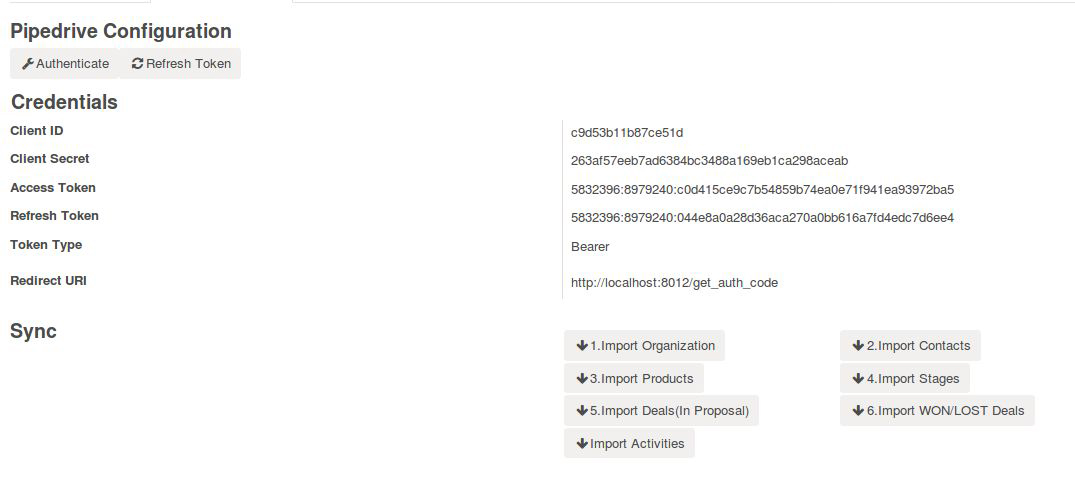 Pipedrive Configuration
Authenticate Refresh Token
Credentials
Client ID c9d53b11b87ce51d
Client Secret 263af57eeb7ad6384bc3488a169eb1ca298aceab
Access Token 5832396:8979240:c0d415ce9c7b54859b74ea0e71f941ea93972ba5
Refresh Token 5832396:8979240:044e8a0a28d36aca270a0bb616a7fd4edc7d6ee4
Token Type Bearer
Redirect URI http://localhost:8012/get_auth_code
Sync
1.Import Organization 2.Import Contacts
3.Import Products 4.Import Stages
5.Import Deals(In Proposal) 6.Import WON/LOST Deals
Import Activities